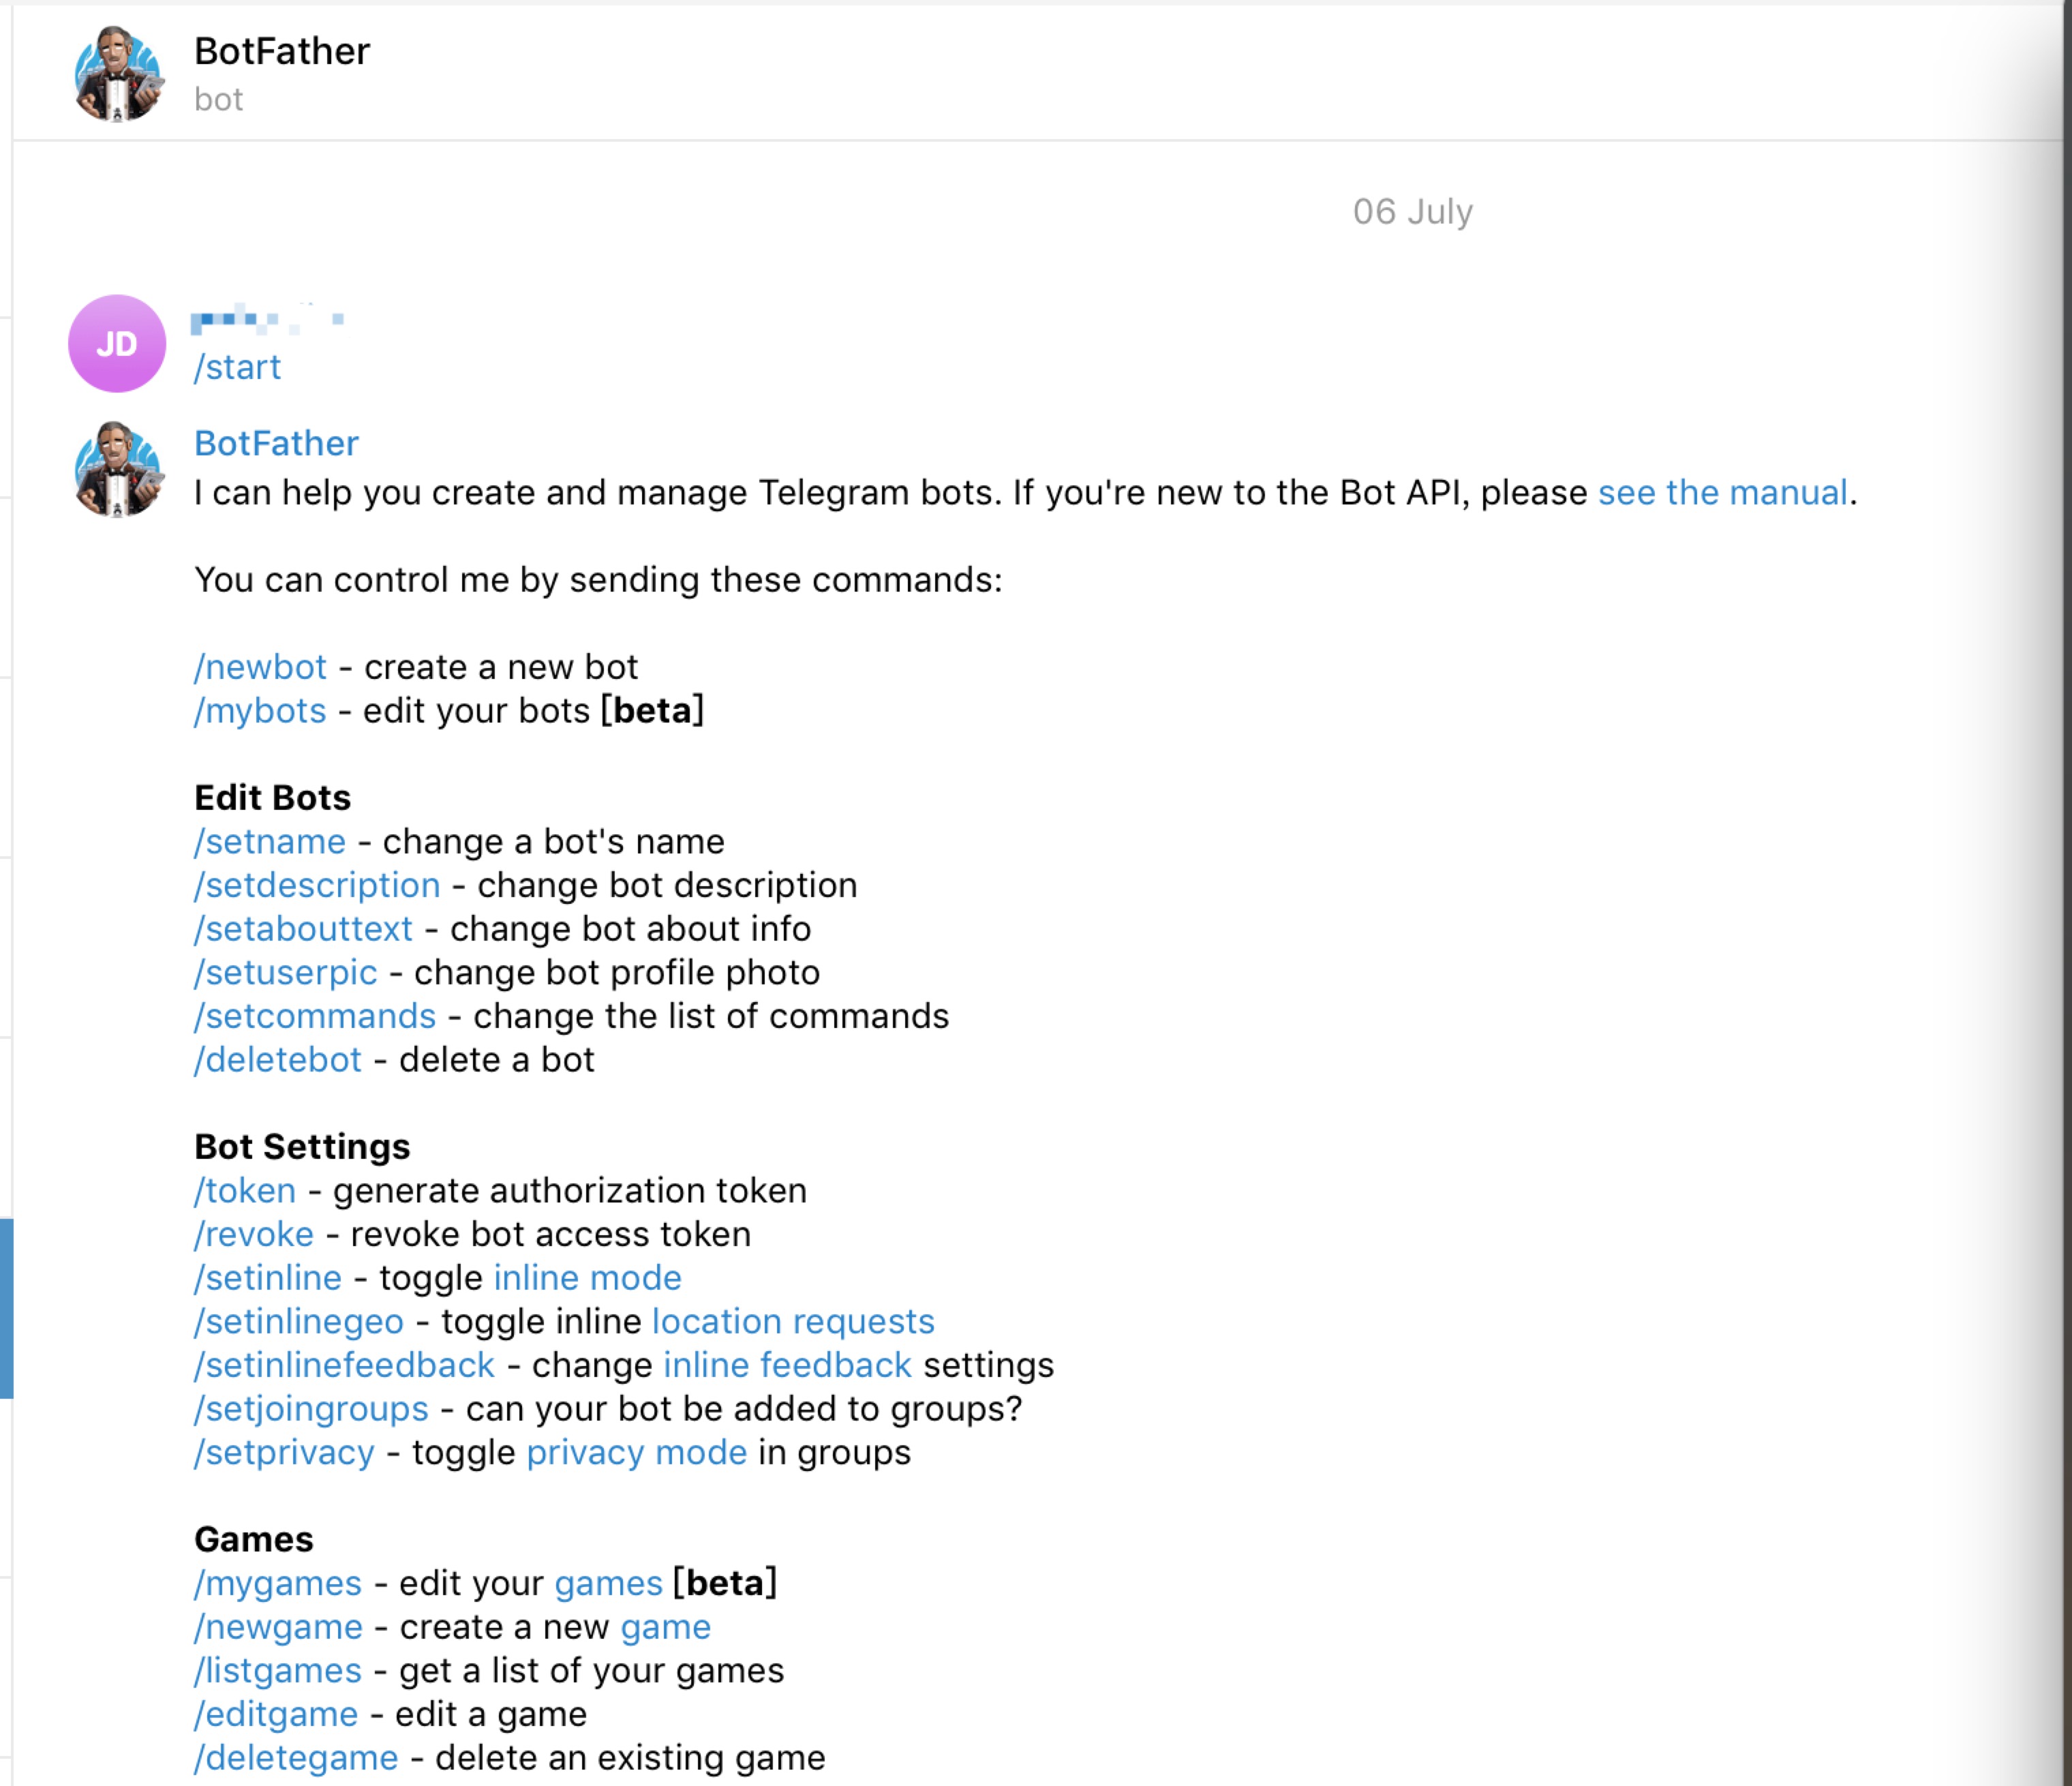 BotFather
bot
06 July
JD
/start
BotFather
I can help you create and manage Telegram bots. If you're new to the Bot API, please see the manual.
You can control me by sending these commands:
/newbot - create a new bot
/mybots - edit your bots [beta]
Edit Bots
/setname - change a bot's name
/setdescription - change bot description
/setabouttext - change bot about info
/setuserpic - change bot profile photo
/setcommands - change the list of commands
/deletebot - delete a bot
Bot Settings
/token - generate authorization token
/revoke - revoke bot access token
/setinline - toggle inline mode
/setinlinegeo - toggle inline location requests
/setinlinefeedback - change inline feedback settings
/setjoingroups - can your bot be added to groups?
/setprivacy - toggle privacy mode in groups
Games
/mygames - edit your games [beta]
/newgame - create a new game
/listgames - get a list of your games
/editgame - edit a game
/deletegame - delete an existing game